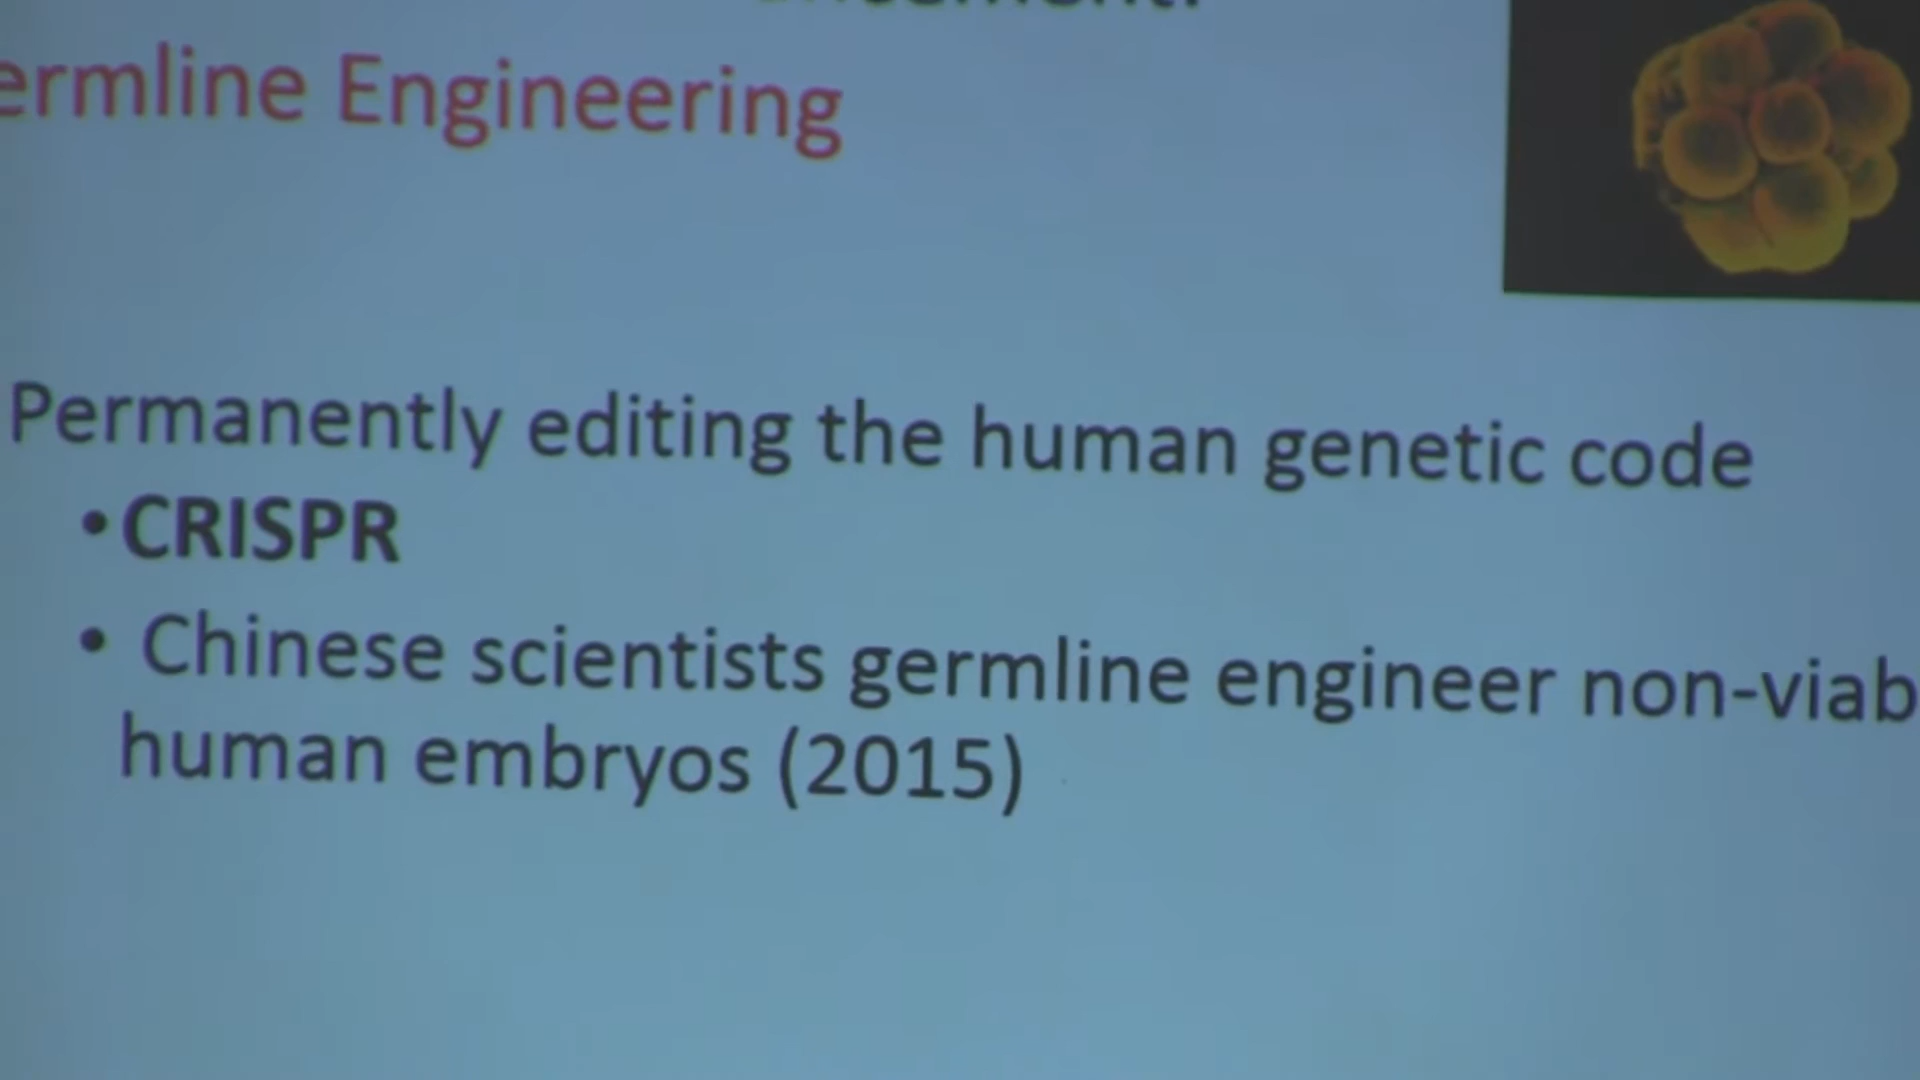 ermline Engineering
Permanently editing the human genetic code
• CRISPR
• Chinese scientists germline engineer non-viab
human embryos (2015)